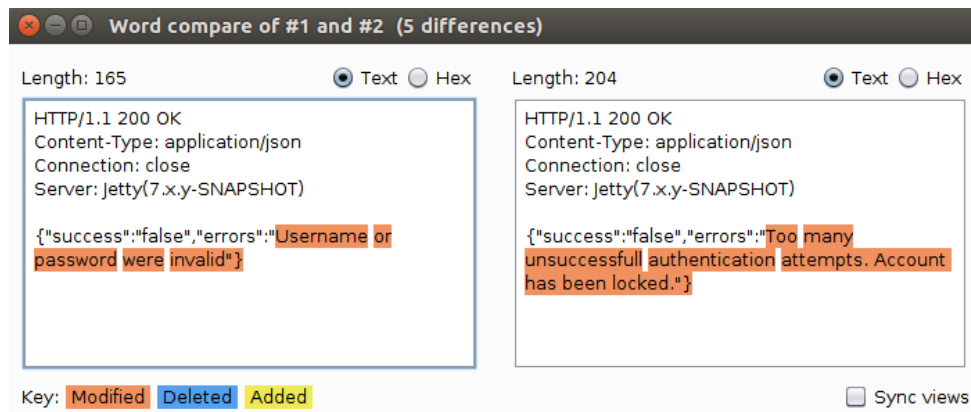 Word compare of #1 and #2 (5 differences)
Length: 165 Text Hex Length: 204 Text Hex
HTTP/1.1 200 OK
Content-Type: application/json
Connection: close
Server: Jetty(7.x.y-SNAPSHOT)
{"success":"false","errors":"Username or
password were invalid"}
HTTP/1.1 200 OK
Content-Type: application/json
Connection: close
Server: Jetty(7.x.y-SNAPSHOT)
{"success":"false","errors":"Too many
unsuccessfull authentication attempts. Account
has been locked."}
Key: Modified Deleted Added Sync views